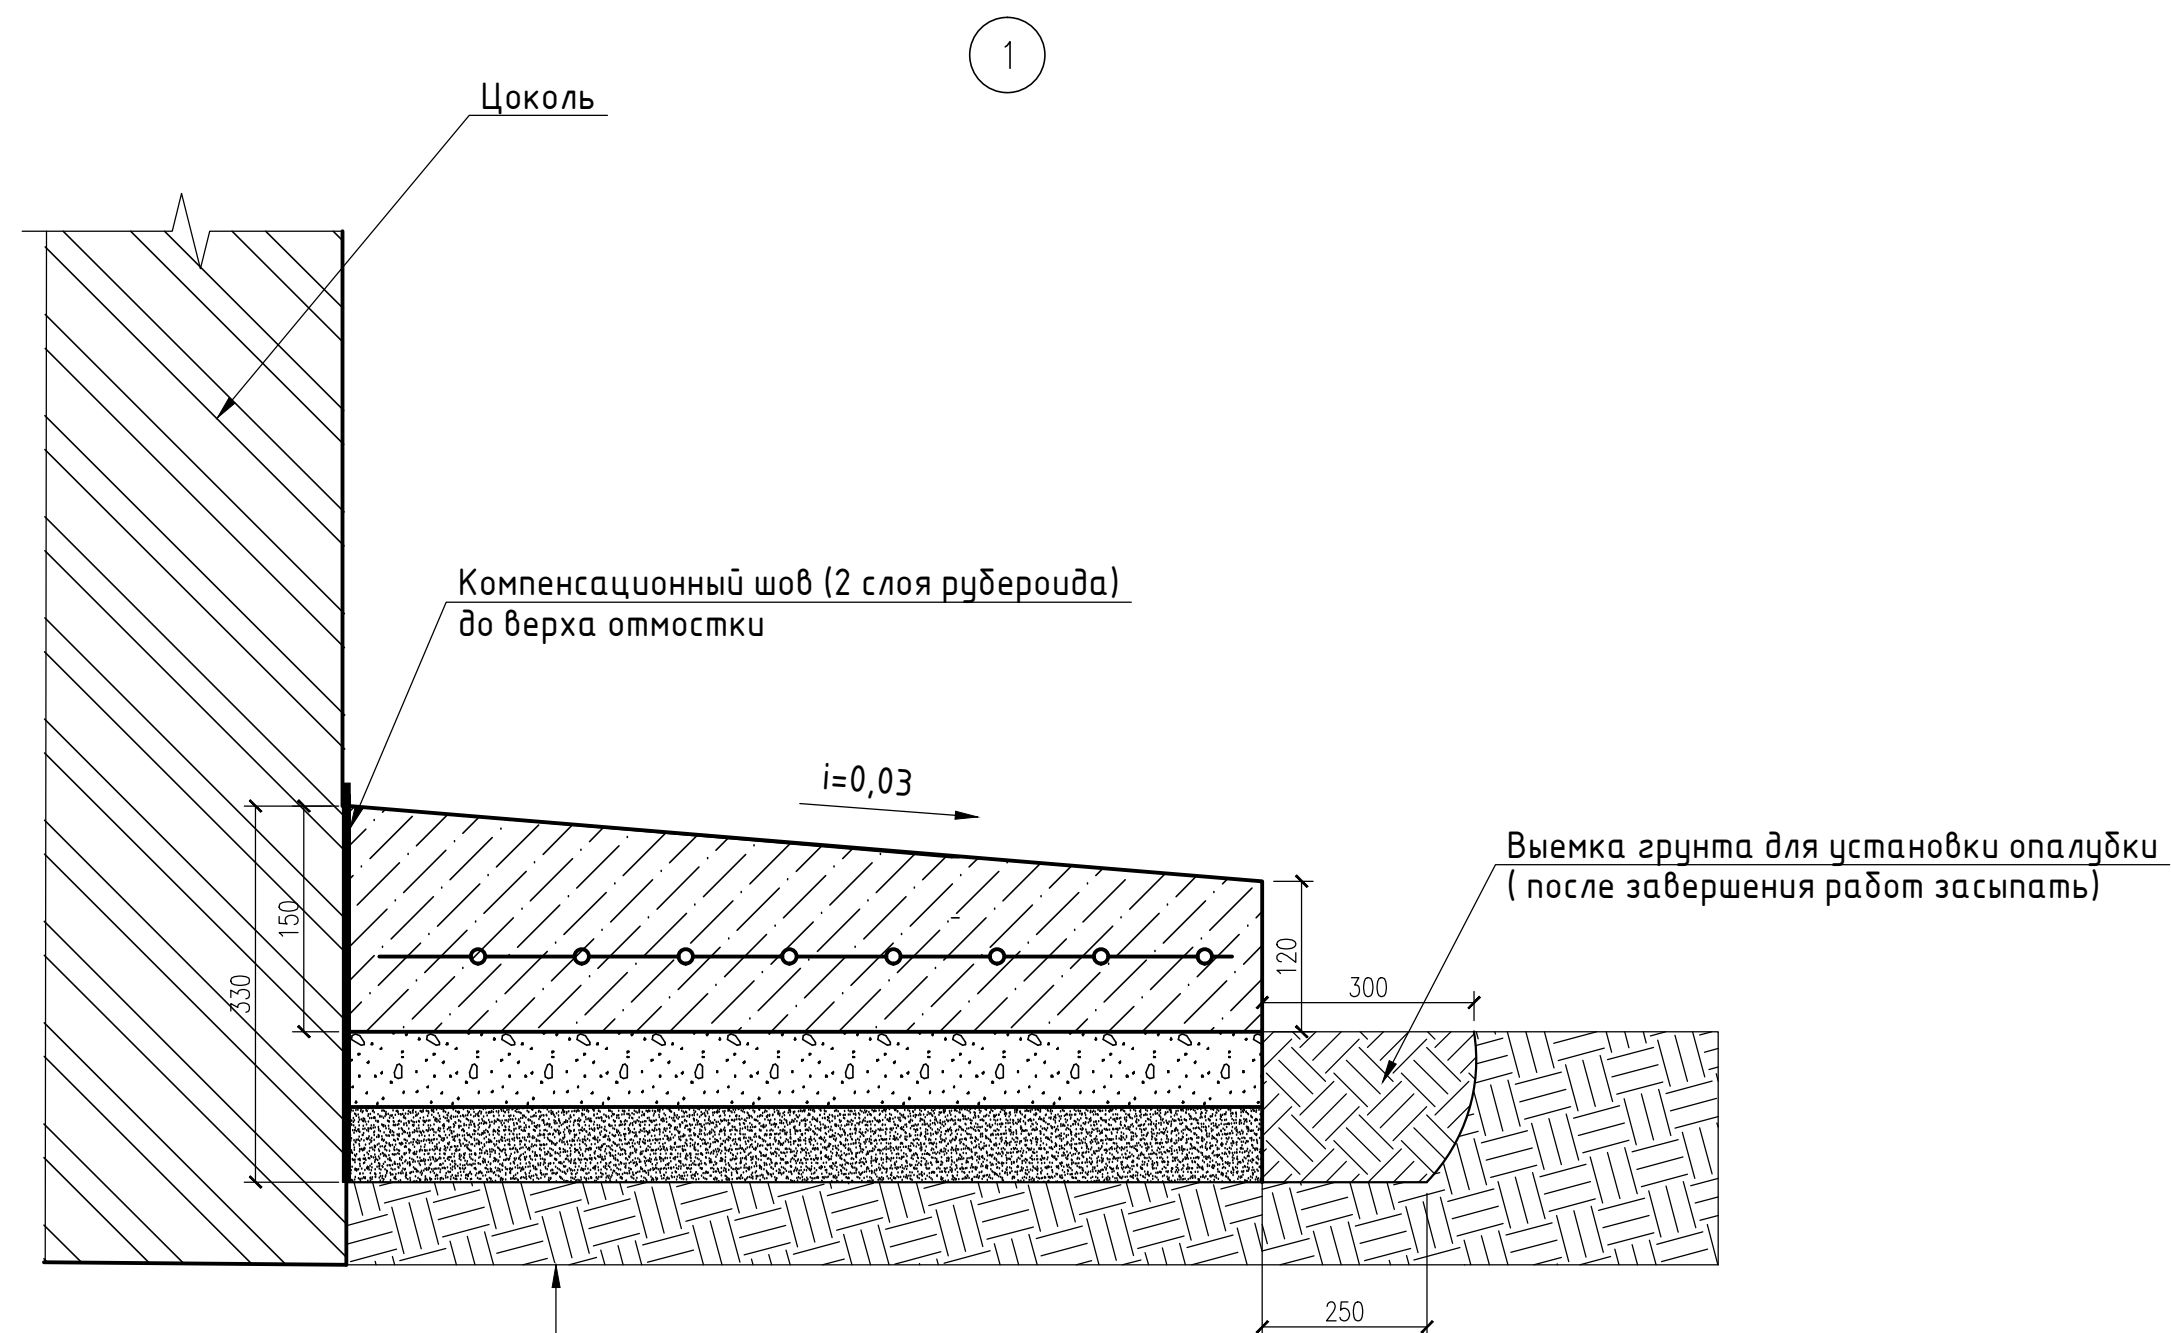 1
Цоколь
Компенсационный шов (2 слоя рубероида)
до верха отмостки
i=0,03
Выемка грунта для установки опалубки
( после завершения работ засыпать)
150
330
120
300
250